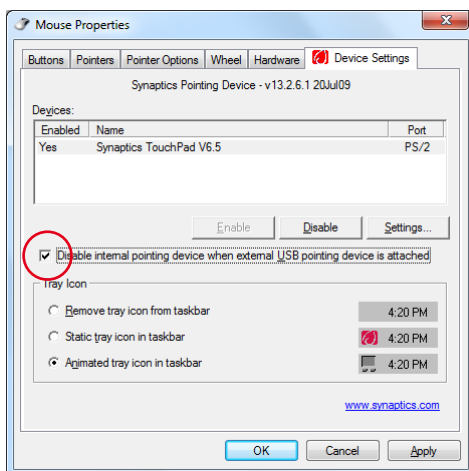 Mouse Properties
Buttons Pointers Pointer Options Wheel Hardware Device Settings
Synaptics Pointing Device - v13.2.6.1 20Jul09
Devices:
Enabled Name Port
Yes Synaptics TouchPad V6.5 PS/2
Enable Disable Settings...
Disable internal pointing device when external USB pointing device is attached
Tray Icon
Remove tray icon from taskbar 4:20 PM
Static tray icon in taskbar 4:20 PM
Animated tray icon in taskbar 4:20 PM
www.synaptics.com
OK Cancel Apply